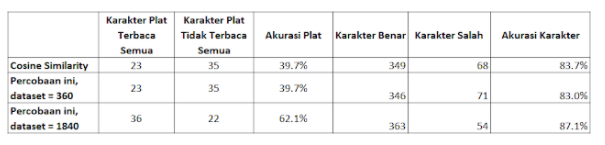 Karakter Plat Terbaca Semua | Karakter Plat Tidak Terbaca Semua | Akurasi Plat | Karakter Benar | Karakter Salah | Akurasi Karakter
Cosine Similarity | 23 | 35 | 39.7% | 349 | 68 | 83.7%
Percobaan ini, dataset = 360 | 23 | 35 | 39.7% | 346 | 71 | 83.0%
Percobaan ini, dataset = 1840 | 36 | 22 | 62.1% | 363 | 54 | 87.1%